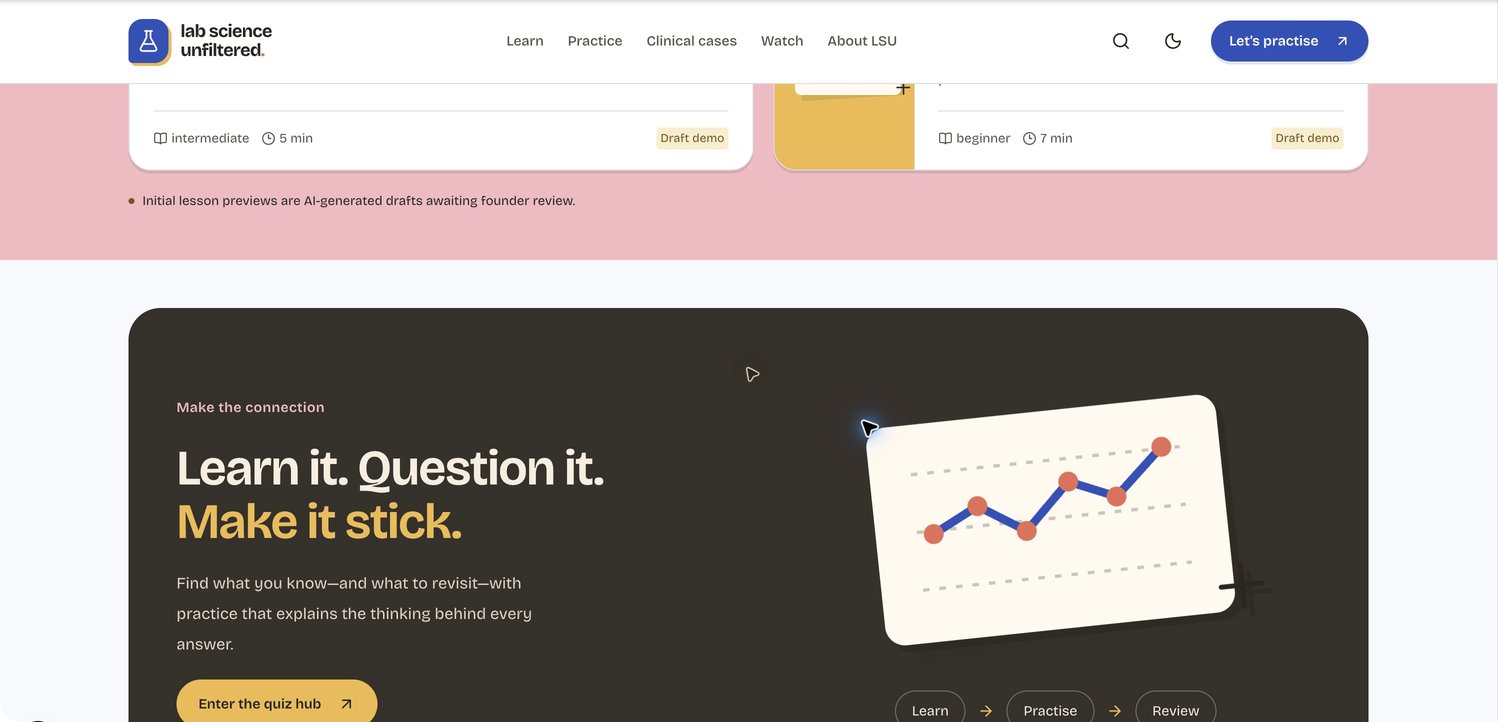 lab science
unfiltered.
Learn
Practice
Clinical cases
Watch
About LSU
Let's practise
intermediate
5 min
Draft demo
beginner
7 min
Draft demo
Initial lesson previews are AI-generated drafts awaiting founder review.
Make the connection
Learn it. Question it.
Make it stick.
Find what you know—and what to revisit—with
practice that explains the thinking behind every
answer.
Enter the quiz hub
Learn
Practise
Review